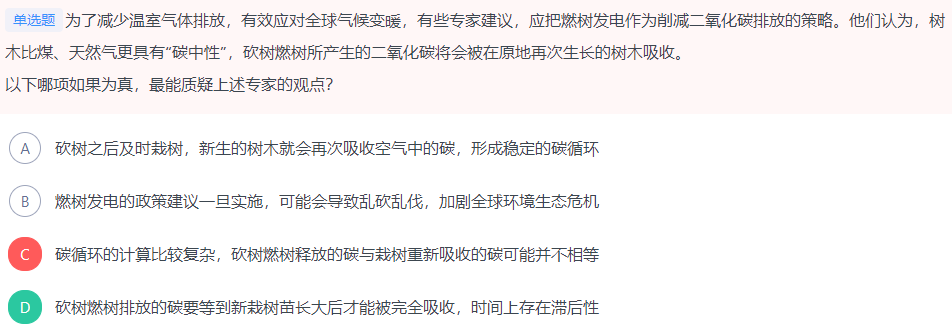 单选题 为了减少温室气体排放，有效应对全球气候变暖，有些专家建议，应把燃树发电作为削减二氧化碳排放的策略。他们认为，树
木比煤、天然气更具有“碳中性”，砍树燃树所产生的二氧化碳将会被在原地再次生长的树木吸收。
以下哪项如果为真，最能质疑上述专家的观点？
A 砍树之后及时栽树，新生的树木就会再次吸收空气中的碳，形成稳定的碳循环
B 燃树发电的政策建议一旦实施，可能会导致乱砍乱伐，加剧全球环境生态危机
C 碳循环的计算比较复杂，砍树燃树释放的碳与栽树重新吸收的碳可能并不相等
D 砍树燃树排放的碳要等到新栽树苗长大后才能被完全吸收，时间上存在滞后性